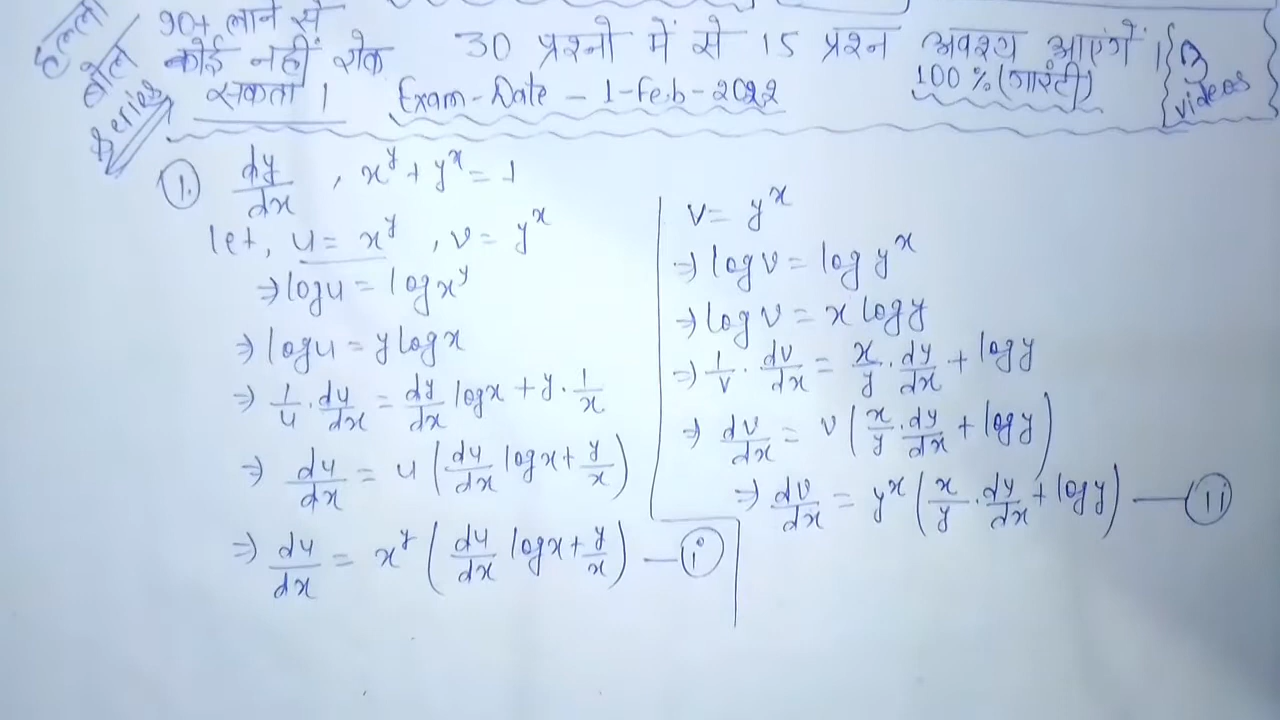 हल्ला बोल Series
90+ लाने से
कोई नहीं रोक
सकता ।
30 प्रश्नो में से 15 प्रश्न अवश्य आएंगें ।
100 % (गारंटी)
Exam-Date - 1-Feb-2022
3 videos
1. dy/dx , x^y + y^x = 1
let, u = x^y , v = y^x
⇒ log u = log x^y
⇒ log u = y log x
⇒ 1/u · du/dx = dy/dx log x + y · 1/x
⇒ du/dx = u (du/dx log x + y/x)
⇒ du/dx = x^y (du/dx log x + y/x) — i
v = y^x
⇒ log v = log y^x
⇒ log v = x log y
⇒ 1/v · dv/dx = x/y · dy/dx + log y
⇒ dv/dx = v (x/y · dy/dx + log y)
⇒ dv/dx = y^x (x/y · dy/dx + log y) — ii